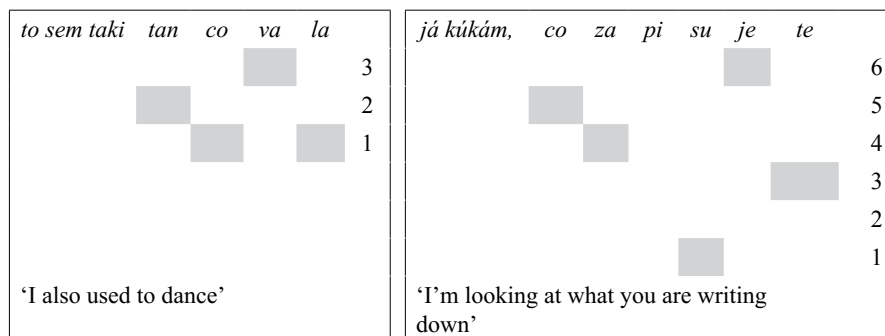 to sem taki tan co va la
3
2
1
‘I also used to dance’
já kúkám, co za pi su je te
6
5
4
3
2
1
‘I’m looking at what you are writing
down’